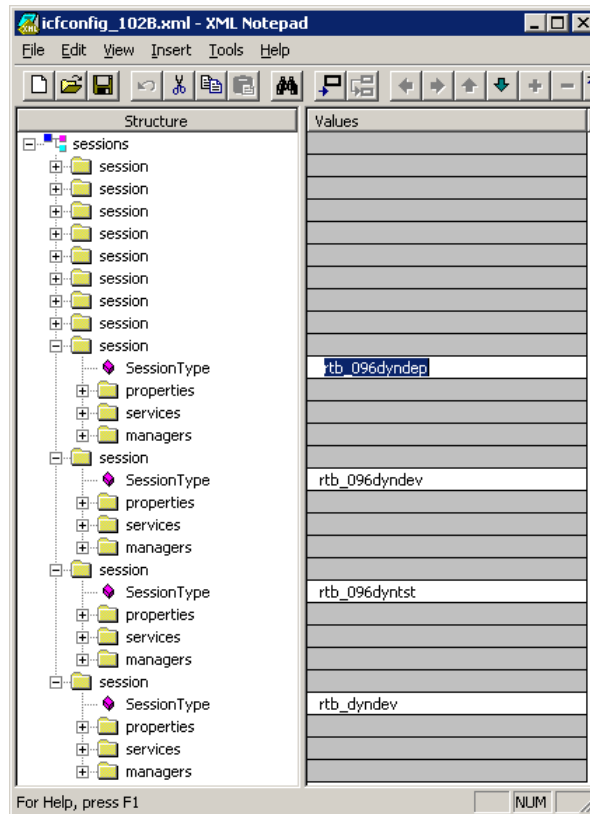 icfconfig_102B.xml - XML Notepad
File Edit View Insert Tools Help
Structure Values
sessions
session
session
session
session
session
session
session
session
session
SessionType rtb_096dyndep
properties
services
managers
session
SessionType rtb_096dyndev
properties
services
managers
session
SessionType rtb_096dyntst
properties
services
managers
session
SessionType rtb_dyndev
properties
services
managers
For Help, press F1 NUM